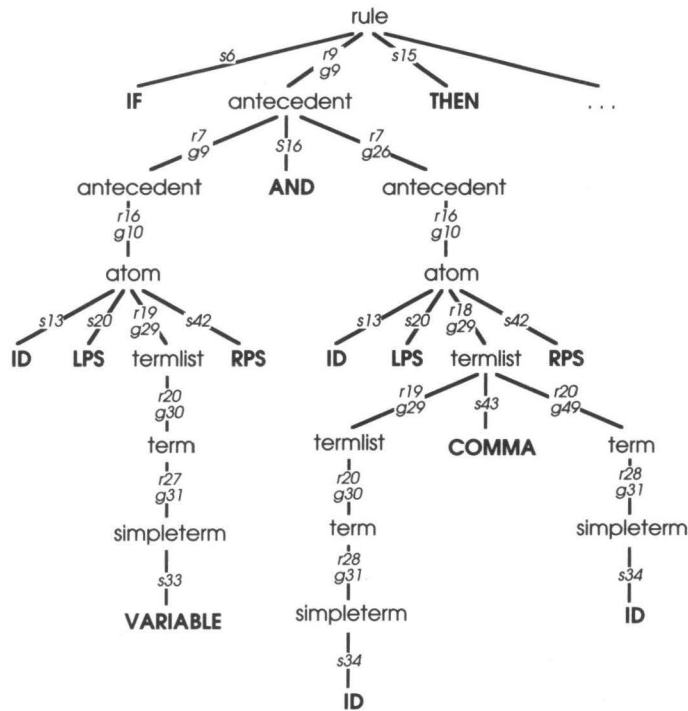 rule
s6 r9 s15
g9
IF antecedent THEN ...
r7 S16 r7
g9 g26
antecedent AND antecedent
r16 r16
g10 g10
atom atom
s13 s20 r19 s42 s13 s20 r18 s42
g29 g29
ID LPS termlist RPS ID LPS termlist RPS
r20 r19 s43 r20
g30 g29 g49
term termlist COMMA term
r27 r20 r28
g31 g30 g31
simpleterm term simpleterm
s33 r28 s34
g31
VARIABLE simpleterm ID
s34
ID